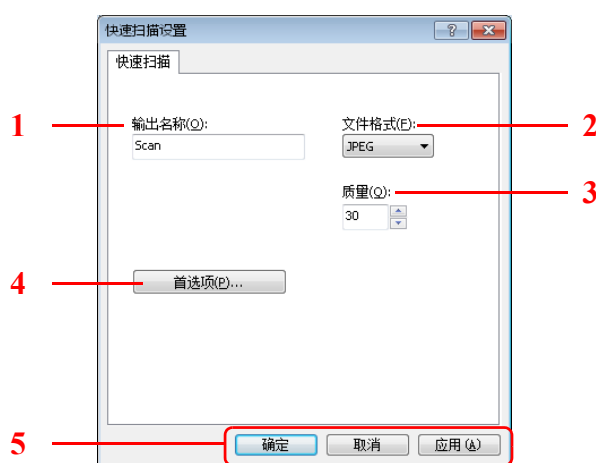 快速扫描设置
快速扫描
1 输出名称(O): 文件格式(F): 2
Scan JPEG
质量(Q): 3
30
4 首选项(P)...
5 确定 取消 应用(A)